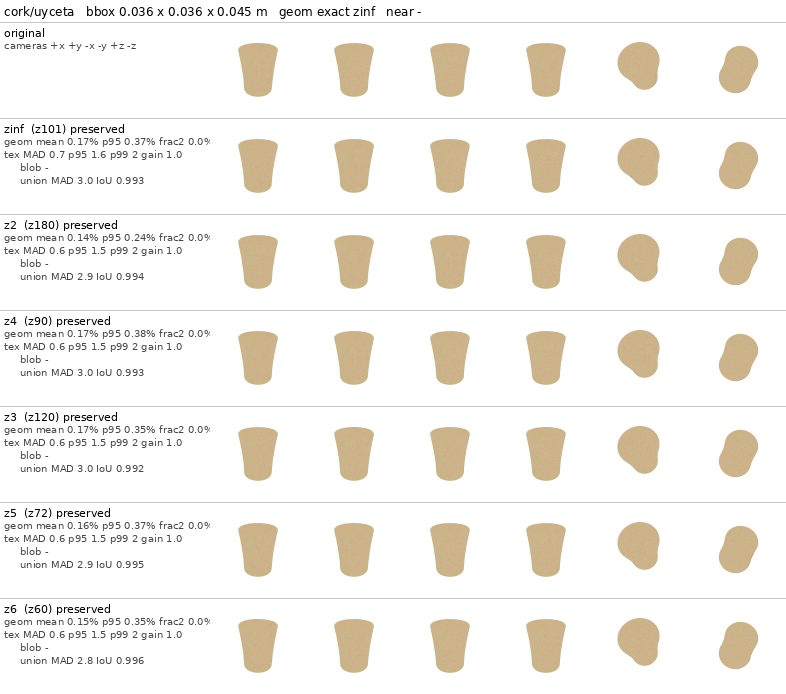 cork/uyceta bbox 0.036 x 0.036 x 0.045 m geom exact zinf near -
original
cameras +x +y -x -y +z -z
zinf (z101) preserved
geom mean 0.17% p95 0.37% frac2 0.0%
tex MAD 0.7 p95 1.6 p99 2 gain 1.0
blob -
union MAD 3.0 IoU 0.993
z2 (z180) preserved
geom mean 0.14% p95 0.24% frac2 0.0%
tex MAD 0.6 p95 1.5 p99 2 gain 1.0
blob -
union MAD 2.9 IoU 0.994
z4 (z90) preserved
geom mean 0.17% p95 0.38% frac2 0.0%
tex MAD 0.6 p95 1.5 p99 2 gain 1.0
blob -
union MAD 3.0 IoU 0.993
z3 (z120) preserved
geom mean 0.17% p95 0.35% frac2 0.0%
tex MAD 0.6 p95 1.5 p99 2 gain 1.0
blob -
union MAD 3.0 IoU 0.992
z5 (z72) preserved
geom mean 0.16% p95 0.37% frac2 0.0%
tex MAD 0.6 p95 1.5 p99 2 gain 1.0
blob -
union MAD 2.9 IoU 0.995
z6 (z60) preserved
geom mean 0.15% p95 0.35% frac2 0.0%
tex MAD 0.6 p95 1.5 p99 2 gain 1.0
blob -
union MAD 2.8 IoU 0.996